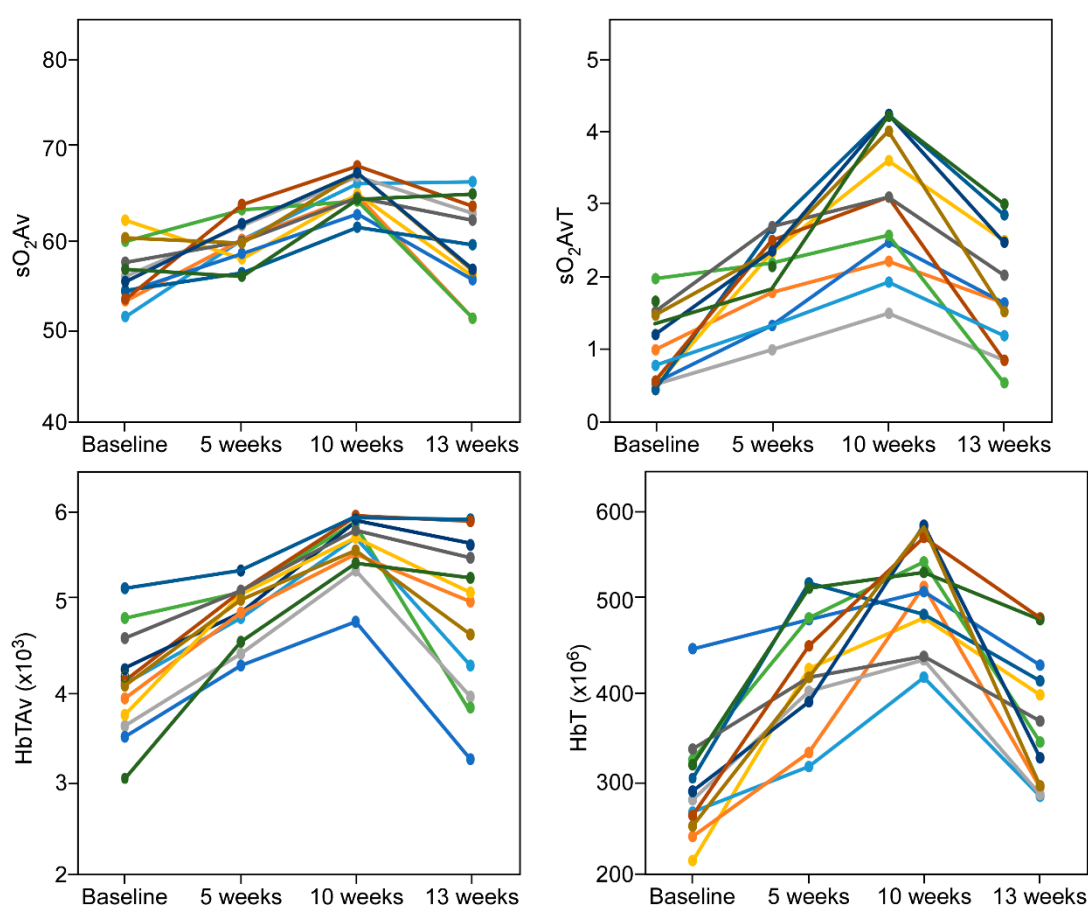 80
70
60
50
40
sO₂Av
Baseline
5 weeks
10 weeks
13 weeks
5
4
3
2
1
0
sO₂AvT
Baseline
5 weeks
10 weeks
13 weeks
6
5
4
3
2
HbTAv (x10³)
Baseline
5 weeks
10 weeks
13 weeks
600
500
400
300
200
HbT (x10⁶)
Baseline
5 weeks
10 weeks
13 weeks